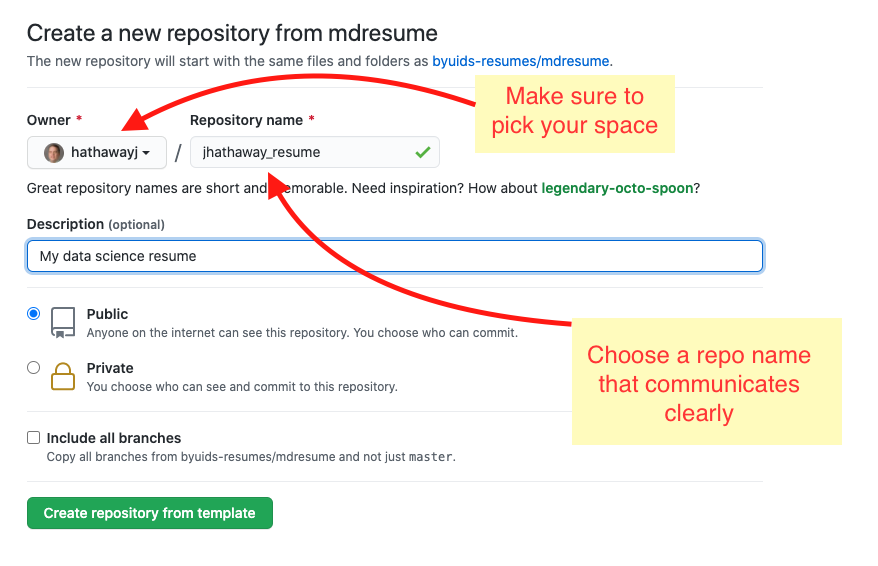 Create a new repository from mdresume
The new repository will start with the same files and folders as byuids-resumes/mdresume.
Make sure to
pick your space
Owner *
Repository name *
hathawayj
/
jhathaway_resume
Great repository names are short and memorable. Need inspiration? How about legendary-octo-spoon?
Description (optional)
My data science resume
Public
Anyone on the internet can see this repository. You choose who can commit.
Private
You choose who can see and commit to this repository.
Choose a repo name
that communicates
clearly
Include all branches
Copy all branches from byuids-resumes/mdresume and not just master.
Create repository from template